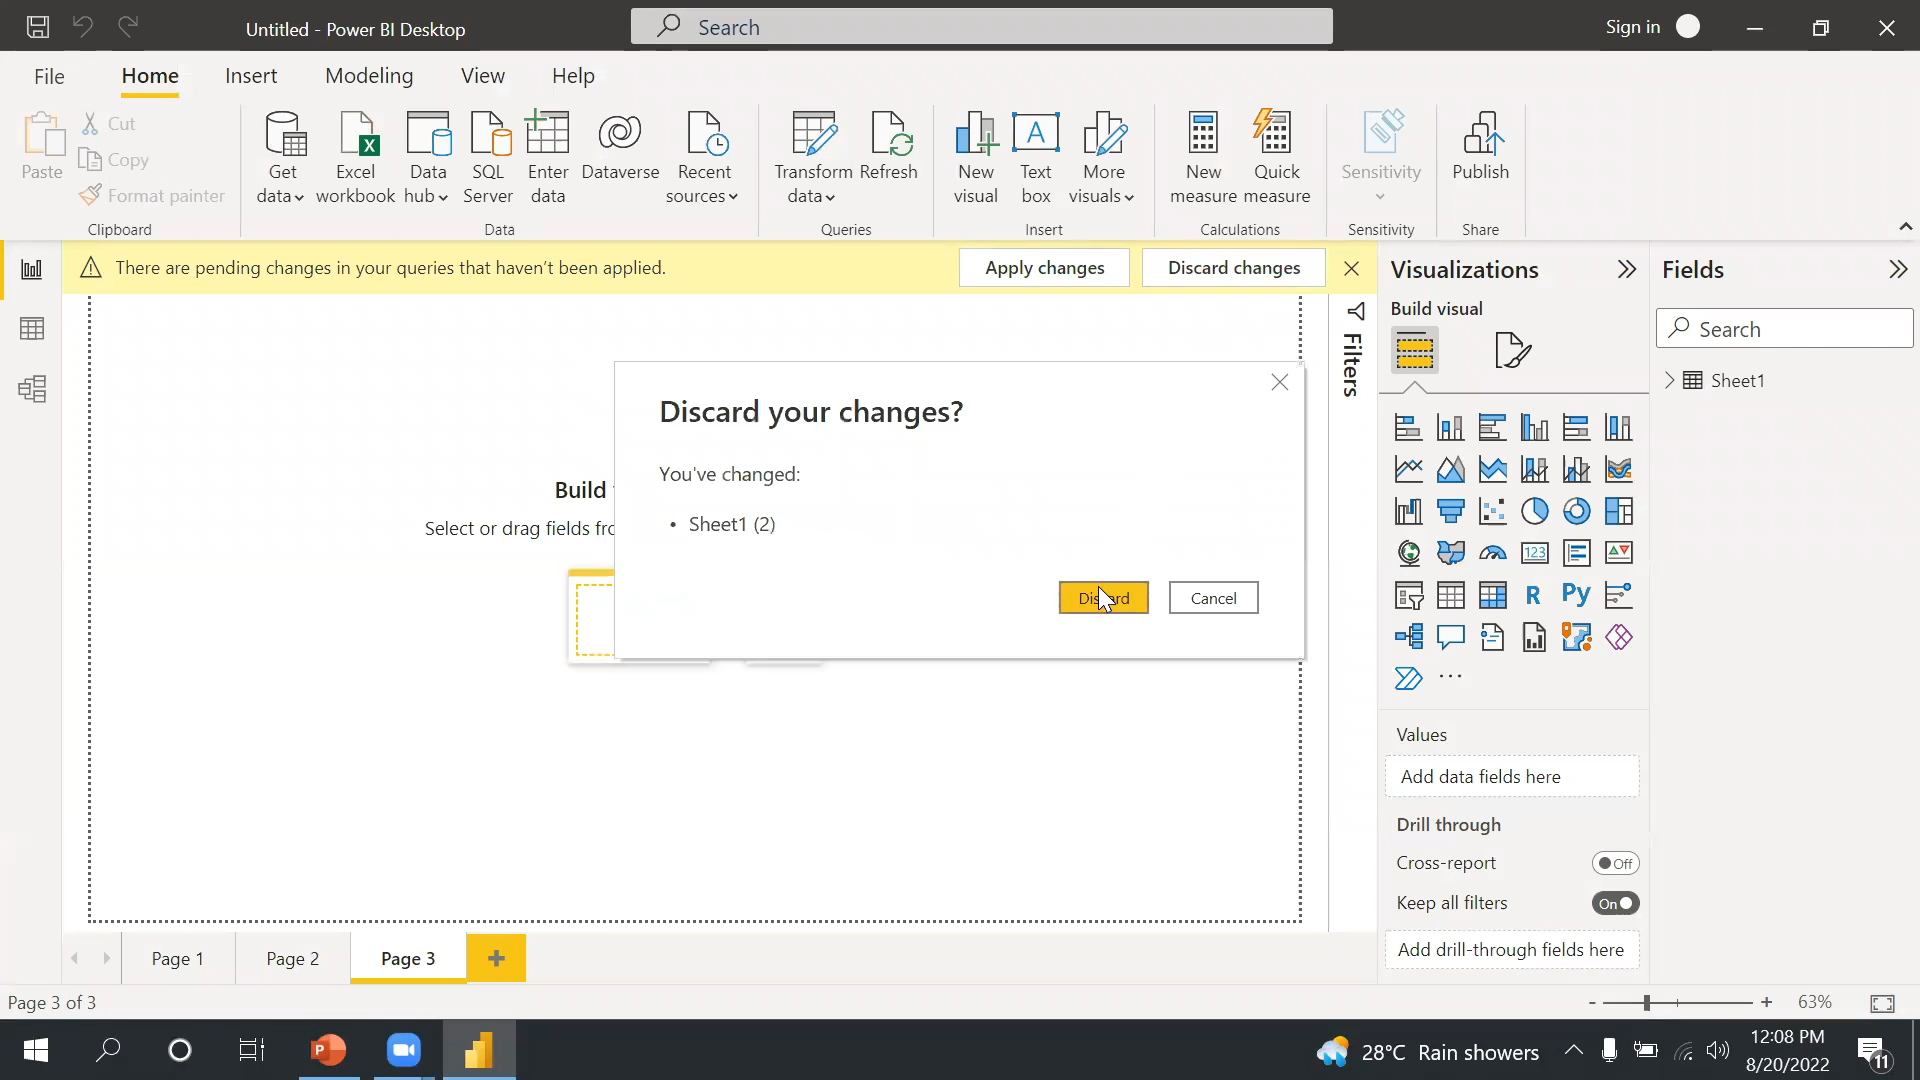 Untitled - Power BI Desktop
Search
Sign in
File
Home
Insert
Modeling
View
Help
Paste
Cut
Copy
Format painter
Clipboard
Get
data
Excel
workbook
Data
hub
SQL
Server
Enter
data
Dataverse
Recent
sources
Data
Transform
data
Refresh
Queries
New
visual
A
Text
box
More
visuals
Insert
New
measure
Quick
measure
Calculations
Sensitivity
Sensitivity
Publish
Share
There are pending changes in your queries that haven't been applied.
Apply changes
Discard changes
Filters
Build
Select or drag fields
Discard your changes?
You've changed:
• Sheet1 (2)
Cancel
Visualizations
Build visual
123
R
Py
Values
Add data fields here
Drill through
Cross-report
Off
Keep all filters
On
Add drill-through fields here
Fields
Search
Sheet1
Page 1
Page 2
Page 3
Page 3 of 3
- + 63%
28°C Rain showers
12:08 PM
8/20/2022
11